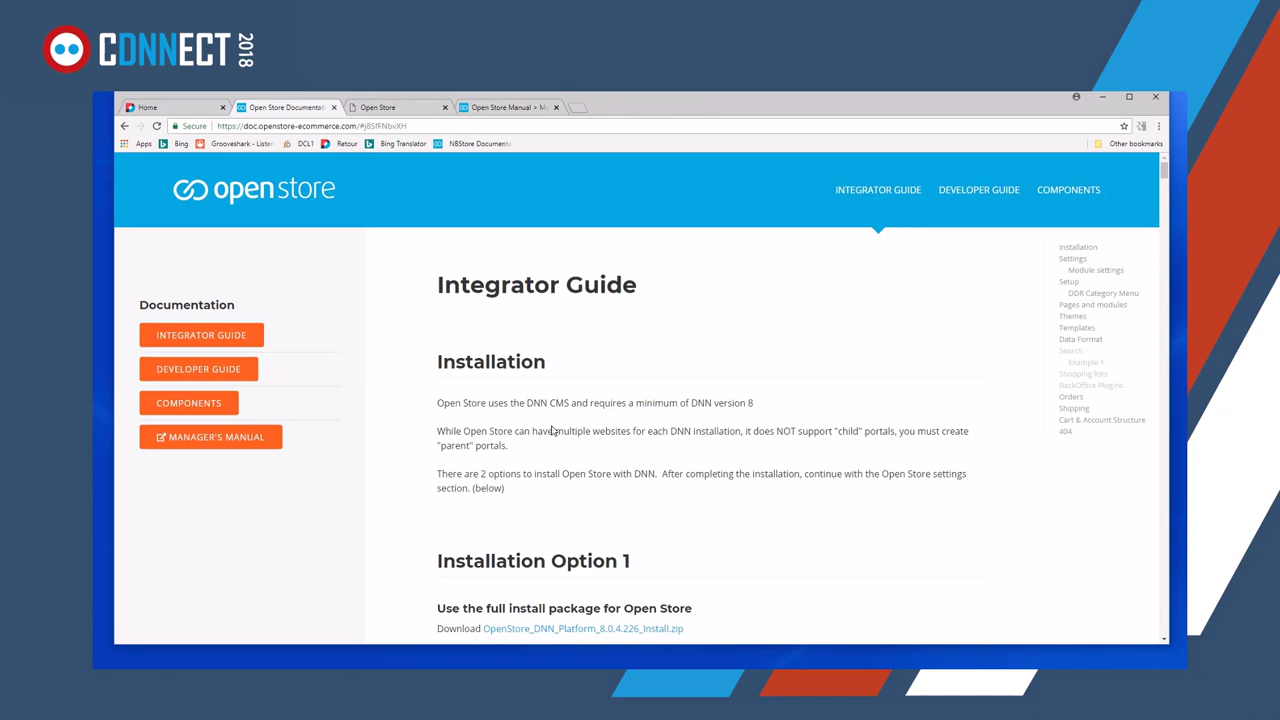 CDNNECT 2018
Home
Open Store Documentati
Open Store
Open Store Manual > M
Secure
https://doc.openstore-ecommerce.com/#j8SfFNbvXH
Apps
Bing
Grooveshark - Listen
DCL1
Retour
Bing Translator
NBStore Documenta
Other bookmarks
open store
INTEGRATOR GUIDE
DEVELOPER GUIDE
COMPONENTS
Documentation
INTEGRATOR GUIDE
DEVELOPER GUIDE
COMPONENTS
MANAGER'S MANUAL
Integrator Guide
Installation
Open Store uses the DNN CMS and requires a minimum of DNN version 8
While Open Store can have multiple websites for each DNN installation, it does NOT support "child" portals, you must create
"parent" portals.
There are 2 options to install Open Store with DNN. After completing the installation, continue with the Open Store settings
section. (below)
Installation Option 1
Use the full install package for Open Store
Download OpenStore_DNN_Platform_8.0.4.226_Install.zip
Installation
Settings
Module settings
Setup
DDR Category Menu
Pages and modules
Themes
Templates
Data Format
Search
Example 1
Shopping lists
BackOffice Plugins
Orders
Shipping
Cart & Account Structure
404